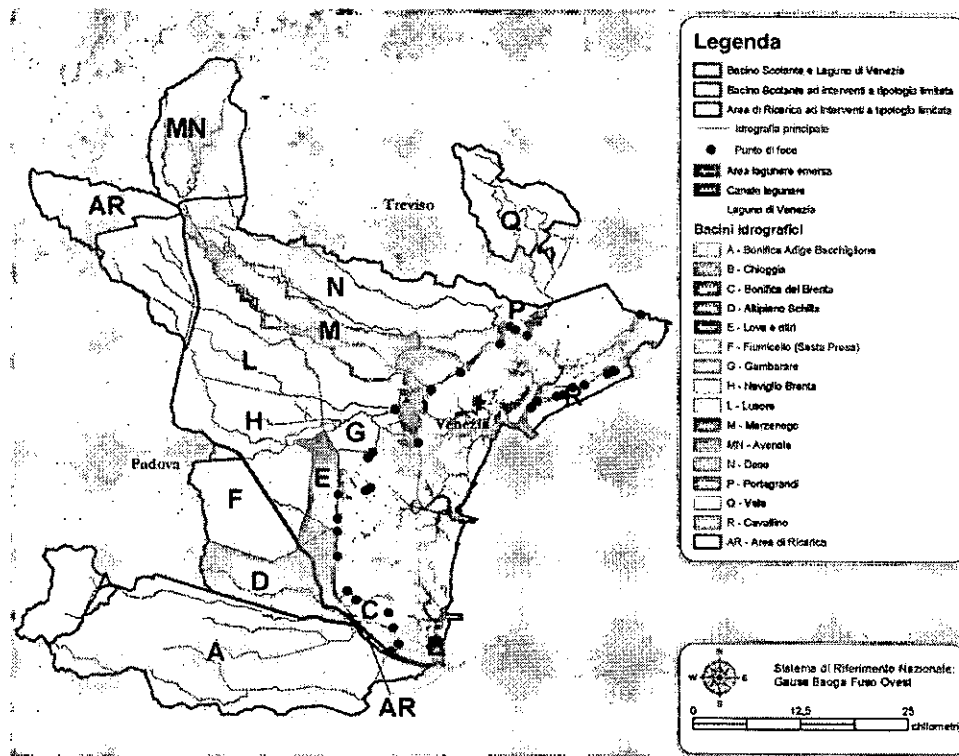 MN
AR
Treviso
Q
N
P
M
L
R
Venezia
H
G
Padova
E
F
D
C
B
A
AR
Legenda
Bacino Scolante e Laguna di Venezia
Bacino Scolante ad interventi a tipologia limitata
Area di Ricarica ad interventi a tipologia limitata
Idrografia principale
Punto di foce
Area lagunare emersa
Canale lagunare
Laguna di Venezia
Bacini idrografici
A - Bonifica Adige Bacchiglione
B - Chioggia
C - Bonifica del Brenta
D - Altipiano Schilla
E - Lova e altri
F - Fiumicello (Sesta Presa)
G - Gambarare
H - Naviglio Brenta
L - Lusore
M - Marzenego
MN - Avenale
N - Dese
P - Portegrandi
Q - Vela
R - Cavallino
AR - Area di Ricarica
N
W E
S
Sistema di Riferimento Nazionale:
Gauss Boaga Fuso Ovest
0 12,5 25
chilometri